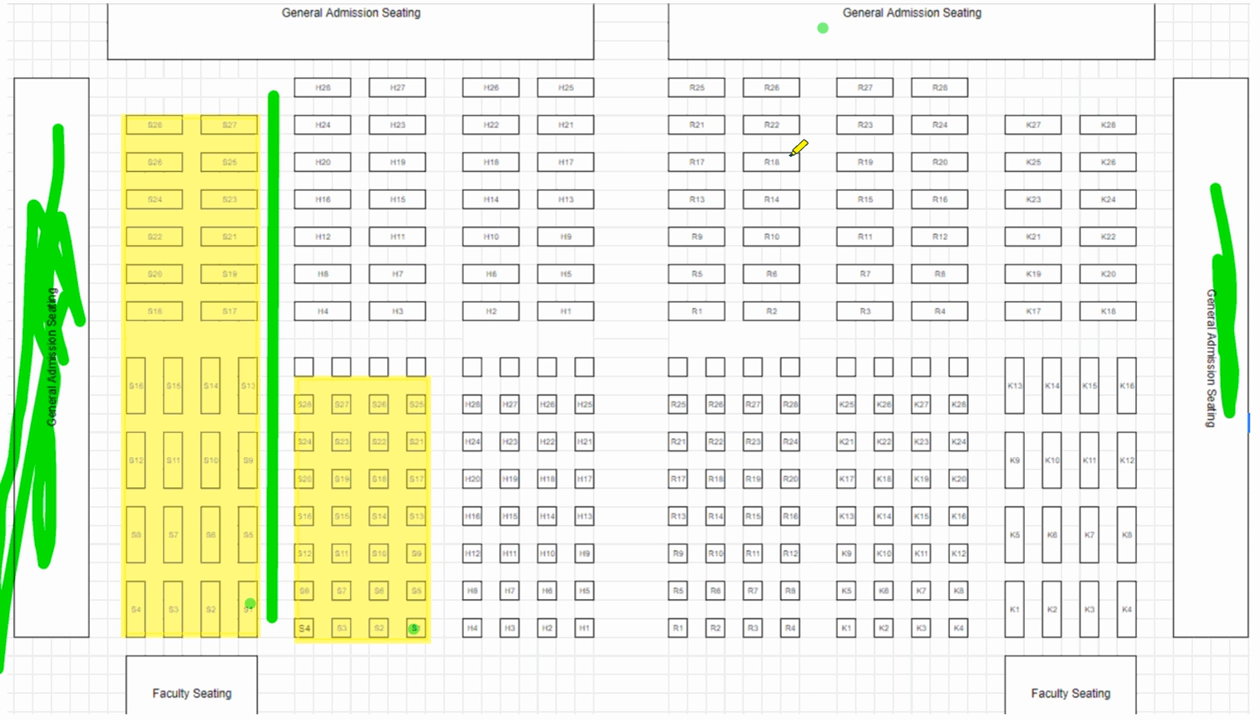 General Admission Seating General Admission Seating
H28 H27 H26 H25 R25 R26 R27 R28
S28 S27 H24 H23 H22 H21 R21 R22 R23 R24 K27 K28
S26 S25 H20 H19 H18 H17 R17 R18 R19 R20 K25 K26
S24 S23 H16 H15 H14 H13 R13 R14 R15 R16 K23 K24
S22 S21 H12 H11 H10 H9 R9 R10 R11 R12 K21 K22
S20 S19 H8 H7 H6 H5 R5 R6 R7 R8 K19 K20
S18 S17 H4 H3 H2 H1 R1 R2 R3 R4 K17 K18
General Admission Seating General Admission Seating
S16 S15 S14 S13 K13 K14 K15 K16
S28 S27 S26 S25 H28 H27 H26 H25 R25 R26 R27 R28 K25 K26 K27 K28
S24 S23 S22 S21 H24 H23 H22 H21 R21 R22 R23 R24 K21 K22 K23 K24
S12 S11 S10 S9 K9 K10 K11 K12
S20 S19 S18 S17 H20 H19 H18 H17 R17 R18 R19 R20 K17 K18 K19 K20
S16 S15 S14 S13 H16 H15 H14 H13 R13 R14 R15 R16 K13 K14 K15 K16
S8 S7 S6 S5 K5 K6 K7 K8
S12 S11 S10 S9 H12 H11 H10 H9 R9 R10 R11 R12 K9 K10 K11 K12
S8 S7 S6 S5 H8 H7 H6 H5 R5 R6 R7 R8 K5 K6 K7 K8
S4 S3 S2 S1 K1 K2 K3 K4
S4 S3 S2 H4 H3 H2 H1 R1 R2 R3 R4 K1 K2 K3 K4
Faculty Seating Faculty Seating